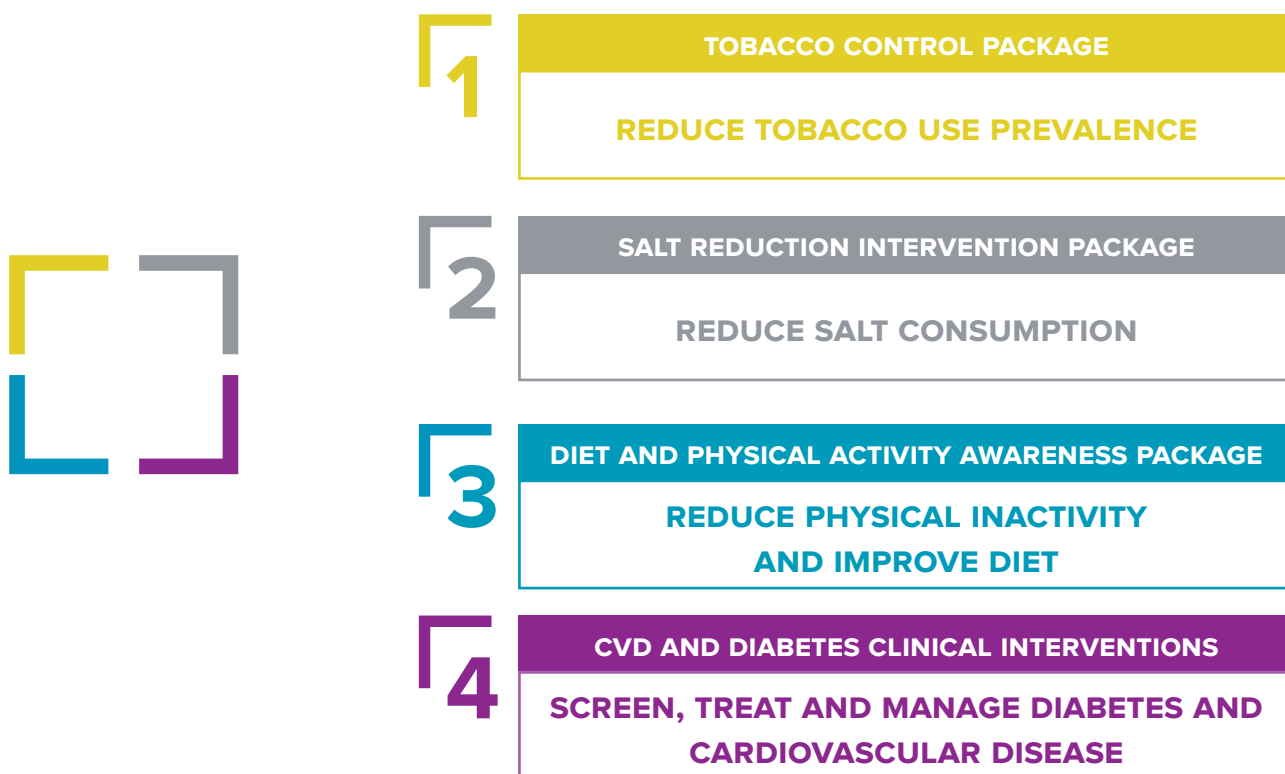 1
TOBACCO CONTROL PACKAGE
REDUCE TOBACCO USE PREVALENCE
2
SALT REDUCTION INTERVENTION PACKAGE
REDUCE SALT CONSUMPTION
3
DIET AND PHYSICAL ACTIVITY AWARENESS PACKAGE
REDUCE PHYSICAL INACTIVITY
AND IMPROVE DIET
4
CVD AND DIABETES CLINICAL INTERVENTIONS
SCREEN, TREAT AND MANAGE DIABETES AND
CARDIOVASCULAR DISEASE